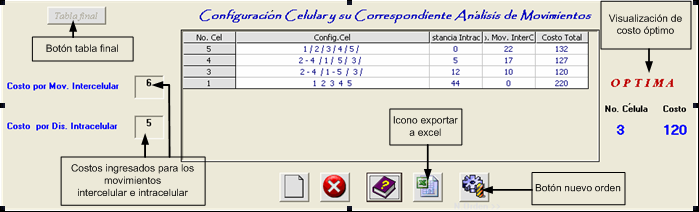 Tabla final
Configuración Celular y su Correspondiente Análisis de Movimientos
Visualización de
costo óptimo
Botón tabla final
No. Cel Config.Cel stancia Intrac o. Mov. InterC Costo Total
5 1 / 2 / 3 / 4 / 5 / 0 22 132
4 2 - 4 / 1 / 5 / 3 / 5 17 127
3 2 - 4 / 1 - 5 / 3 / 12 10 120
1 1 2 3 4 5 44 0 220
Costo por Mov. Intercelular 6
Costo por Dis. Intracelular 5
OPTIMA
No. Célula Costo
3 120
Icono exportar
a excel
Costos ingresados para los
movimientos
intercelular e intracelular
Botón nuevo orden